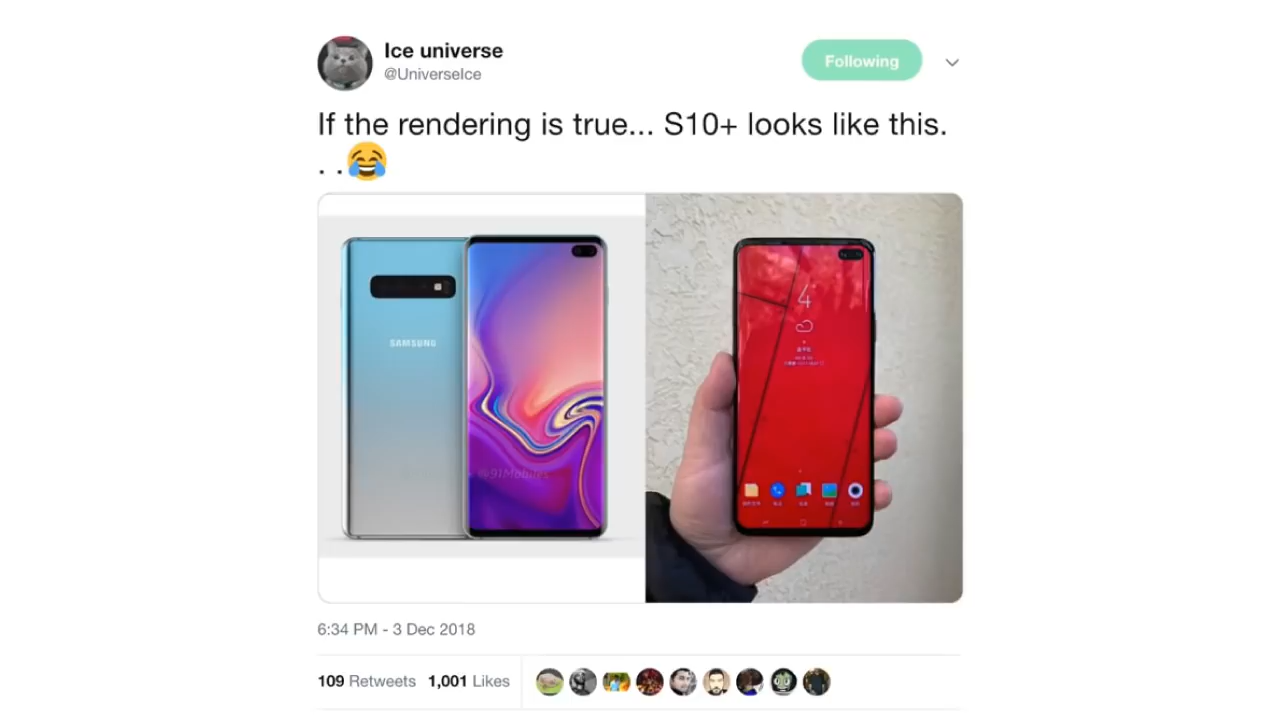 Ice universe
@UniverseIce
Following
If the rendering is true... S10+ looks like this.
. .😂
SAMSUNG
@91Mobiles
4
6:34 PM - 3 Dec 2018
109 Retweets 1,001 Likes